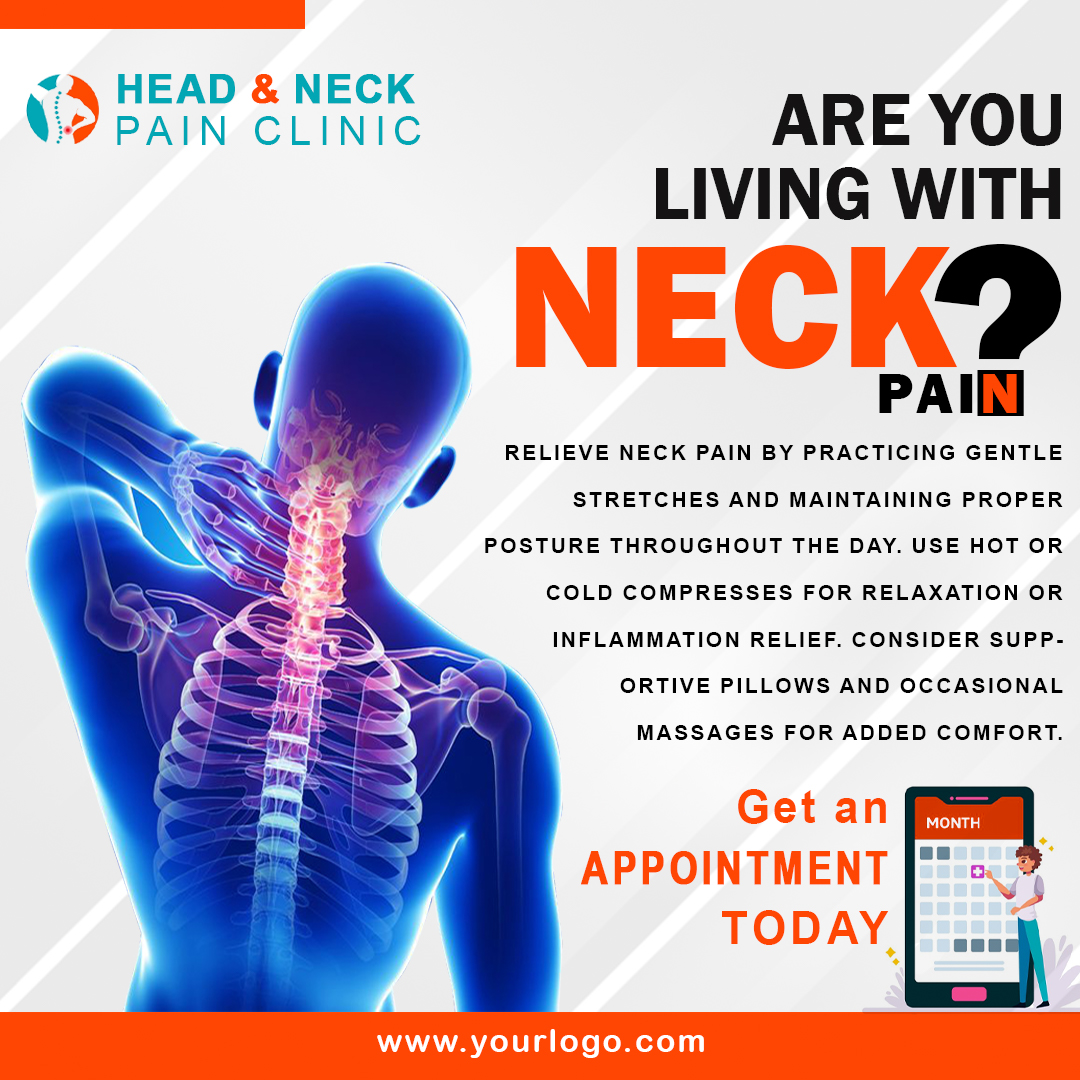 HEAD & NECK
PAIN CLINIC
ARE YOU
LIVING WITH
NECK?
PAIN
RELIEVE NECK PAIN BY PRACTICING GENTLE
STRETCHES AND MAINTAINING PROPER
POSTURE THROUGHOUT THE DAY. USE HOT OR
COLD COMPRESSES FOR RELAXATION OR
INFLAMMATION RELIEF. CONSIDER SUPP-
ORTIVE PILLOWS AND OCCASIONAL
MASSAGES FOR ADDED COMFORT.
Get an
APPOINTMENT
TODAY
MONTH
www.yourlogo.com